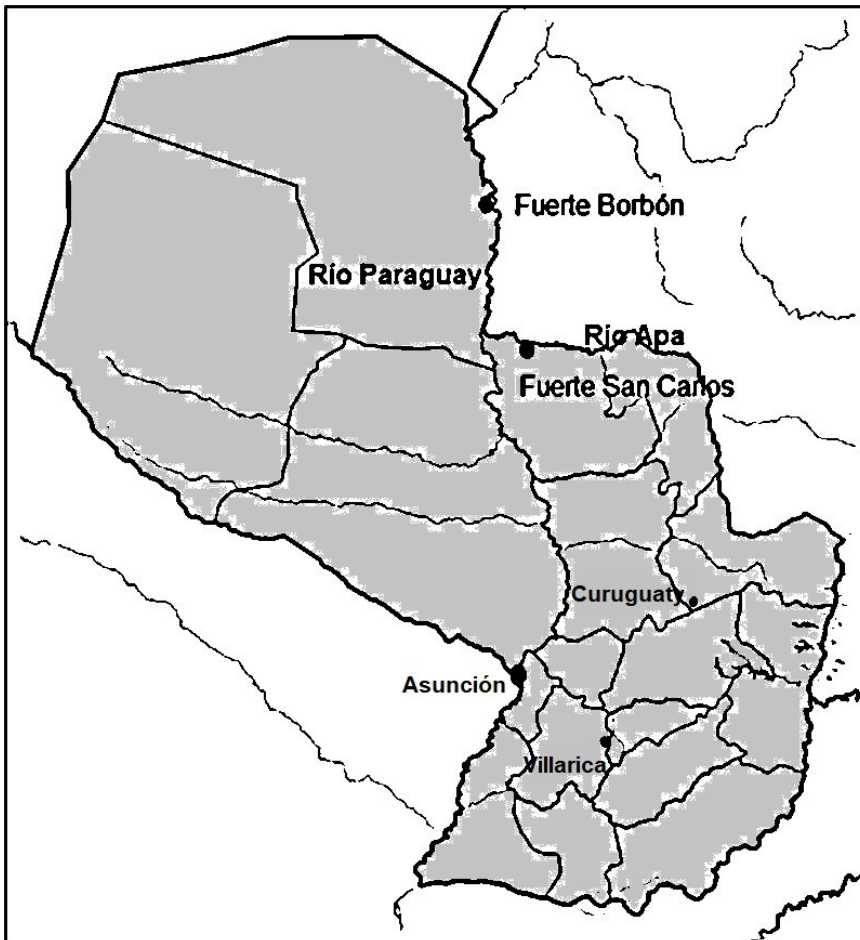 Fuerte Borbón
Río Paraguay
Río Apa
Fuerte San Carlos
Curuguaty
Asunción
Villarica